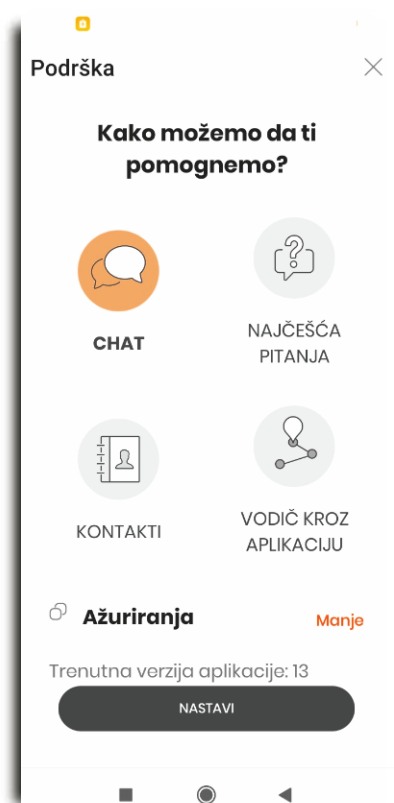 Podrška
Kako možemo da ti
pomognemo?
CHAT
NAJČEŠĆA
PITANJA
KONTAKTI
VODIČ KROZ
APLIKACIJU
Ažuriranja
Manje
Trenutna verzija aplikacije: 13
NASTAVI